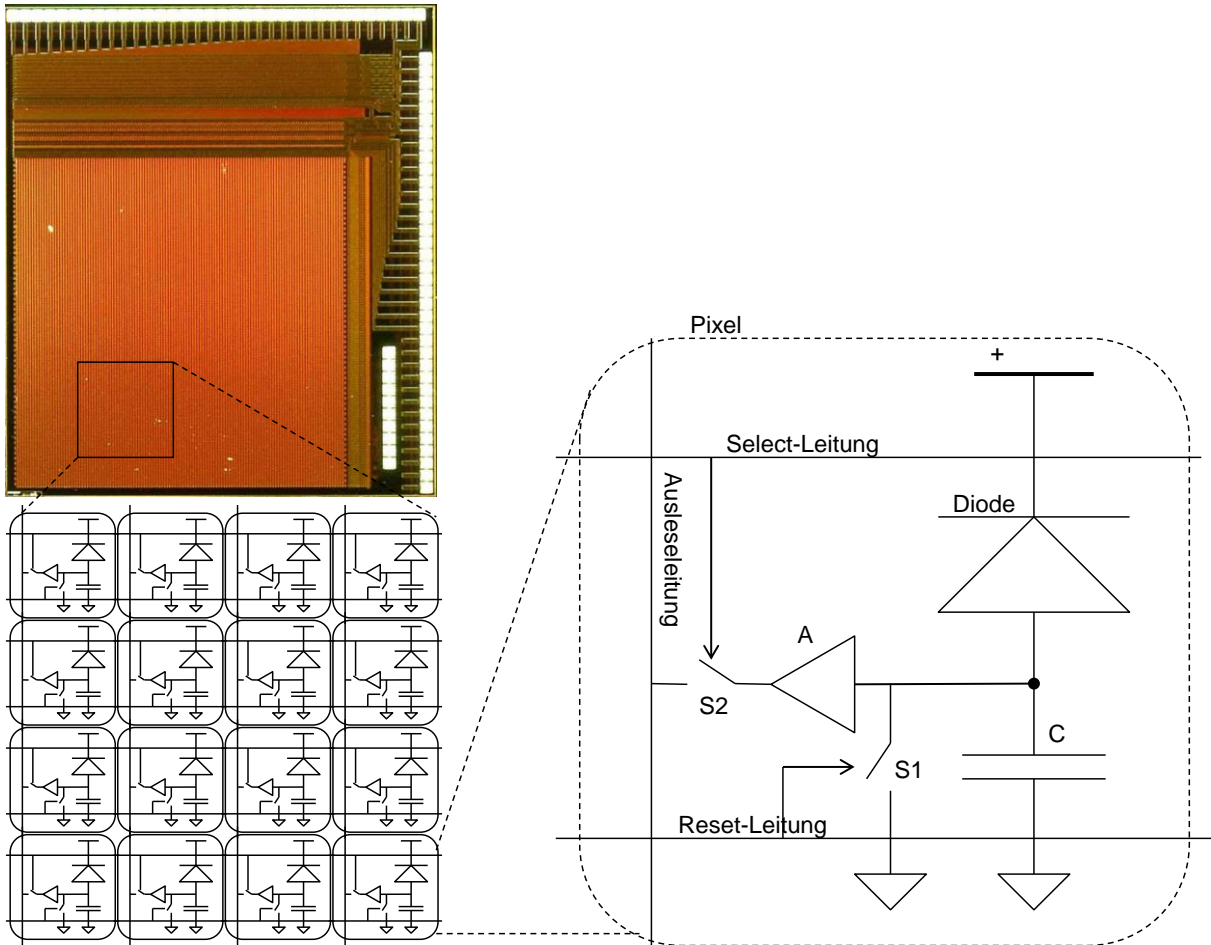 Pixel
+
Select-Leitung
Ausleseleitung
Diode
A
S2
C
S1
Reset-Leitung